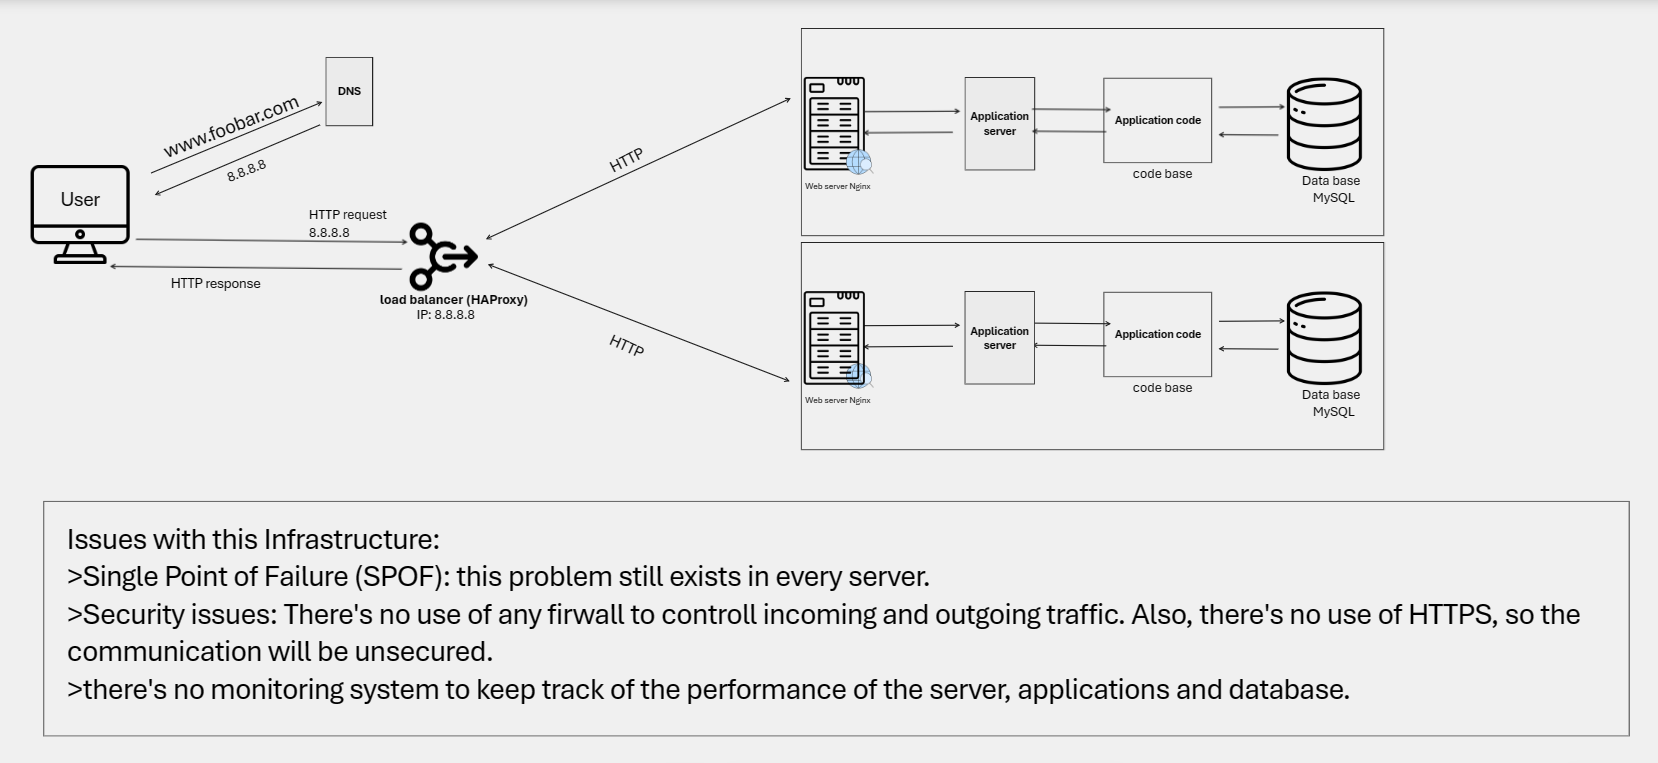 DNS
www.foobar.com
8.8.8.8
User
HTTP request
8.8.8.8
HTTP response
load balancer (HAProxy)
IP: 8.8.8.8
HTTP
HTTP
Web server Nginx
Application
server
Application code
code base
Data base
MySQL
Web server Nginx
Application
server
Application code
code base
Data base
MySQL
Issues with this Infrastructure:
>Single Point of Failure (SPOF): this problem still exists in every server.
>Security issues: There's no use of any firwall to controll incoming and outgoing traffic. Also, there's no use of HTTPS, so the
communication will be unsecured.
>there's no monitoring system to keep track of the performance of the server, applications and database.